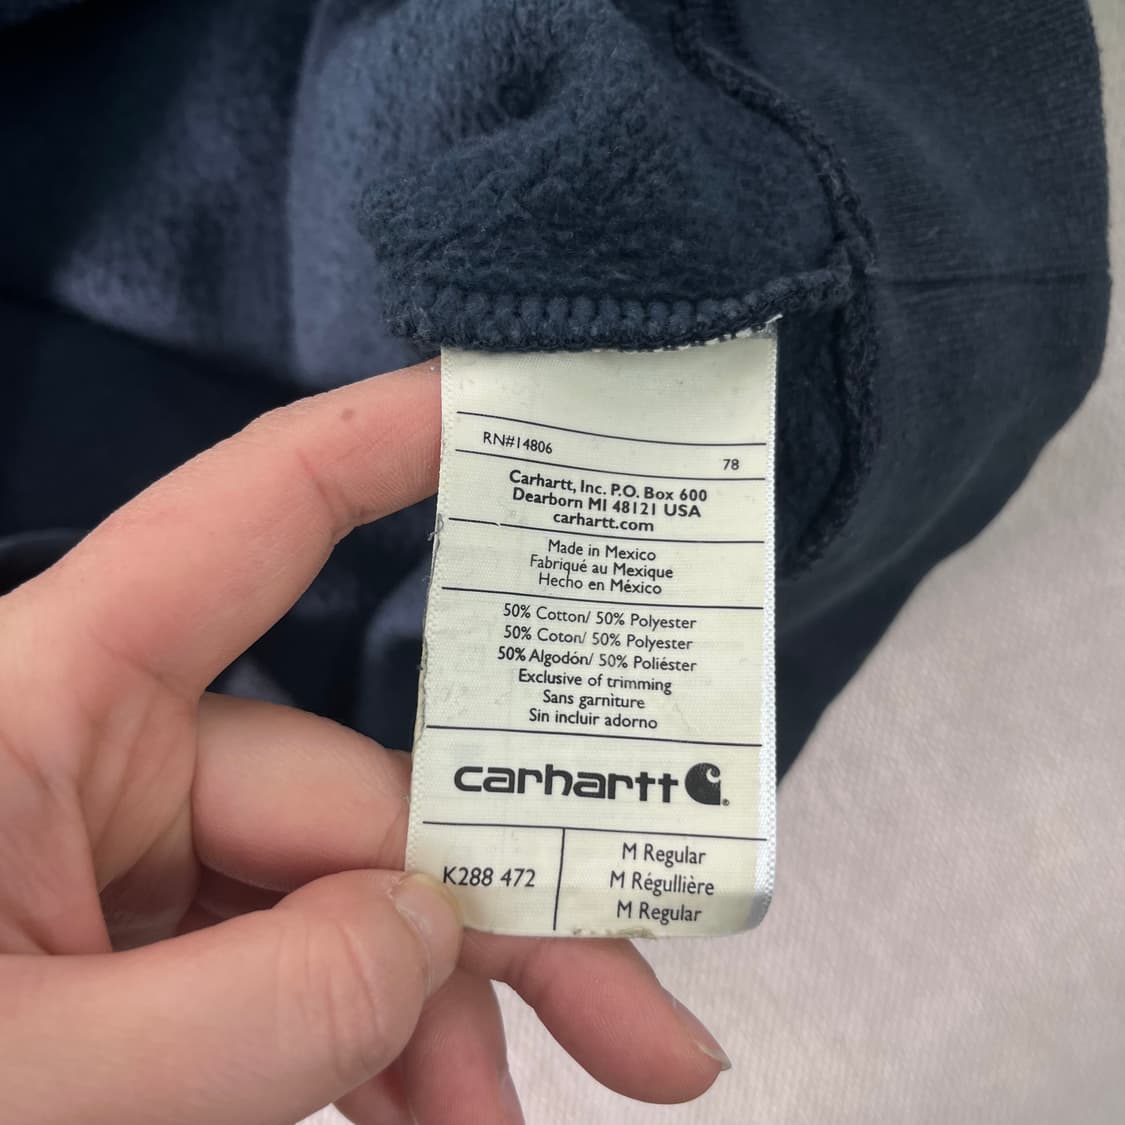 RN#14806
78
Carhartt, Inc. P.O. Box 600
Dearborn MI 48121 USA
carhartt.com
Made in Mexico
Fabriqué au Mexique
Hecho en México
50% Cotton/ 50% Polyester
50% Coton/ 50% Polyester
50% Algodón/ 50% Poliéster
Exclusive of trimming
Sans garniture
Sin incluir adorno
carhartt
K288 472
M Regular
M Régullière
M Regular